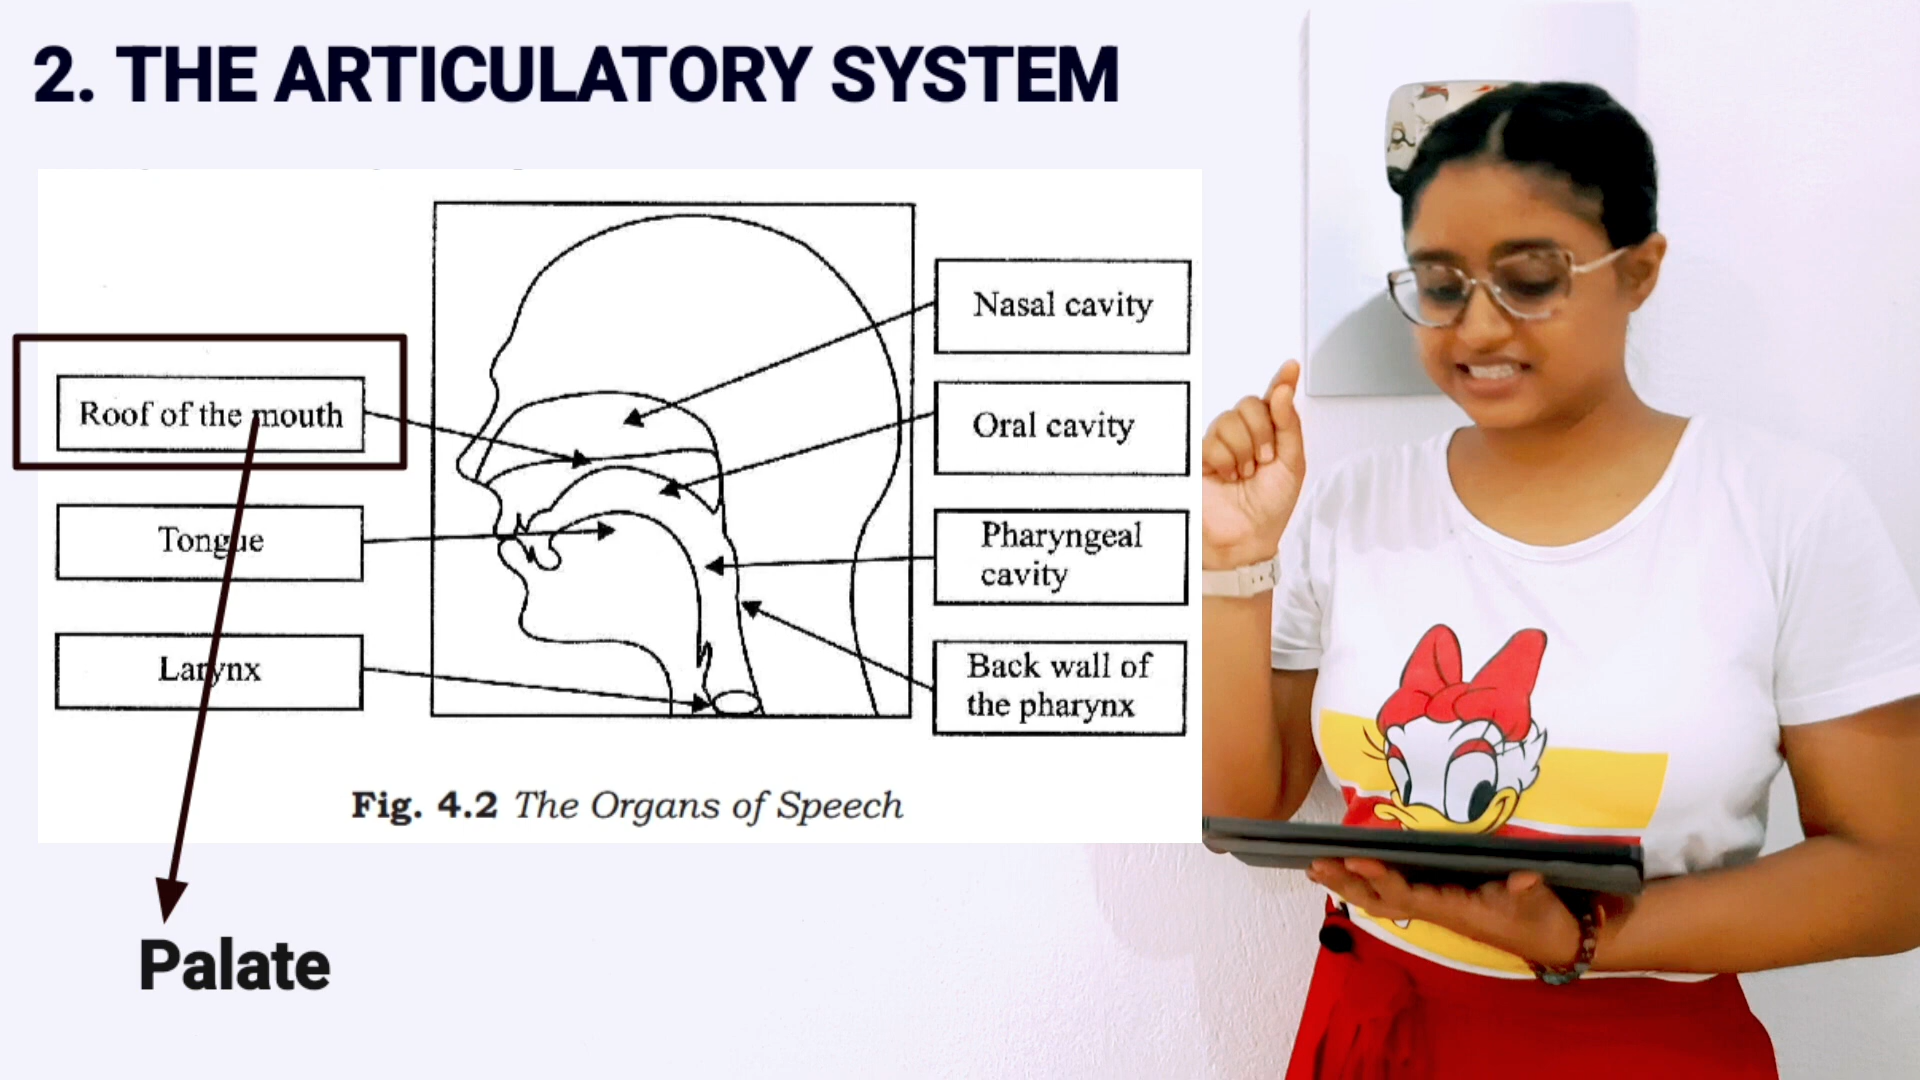 2. THE ARTICULATORY SYSTEM
Roof of the mouth
Tongue
Larynx
Nasal cavity
Oral cavity
Pharyngeal
cavity
Back wall of
the pharynx
Fig. 4.2 The Organs of Speech
Palate